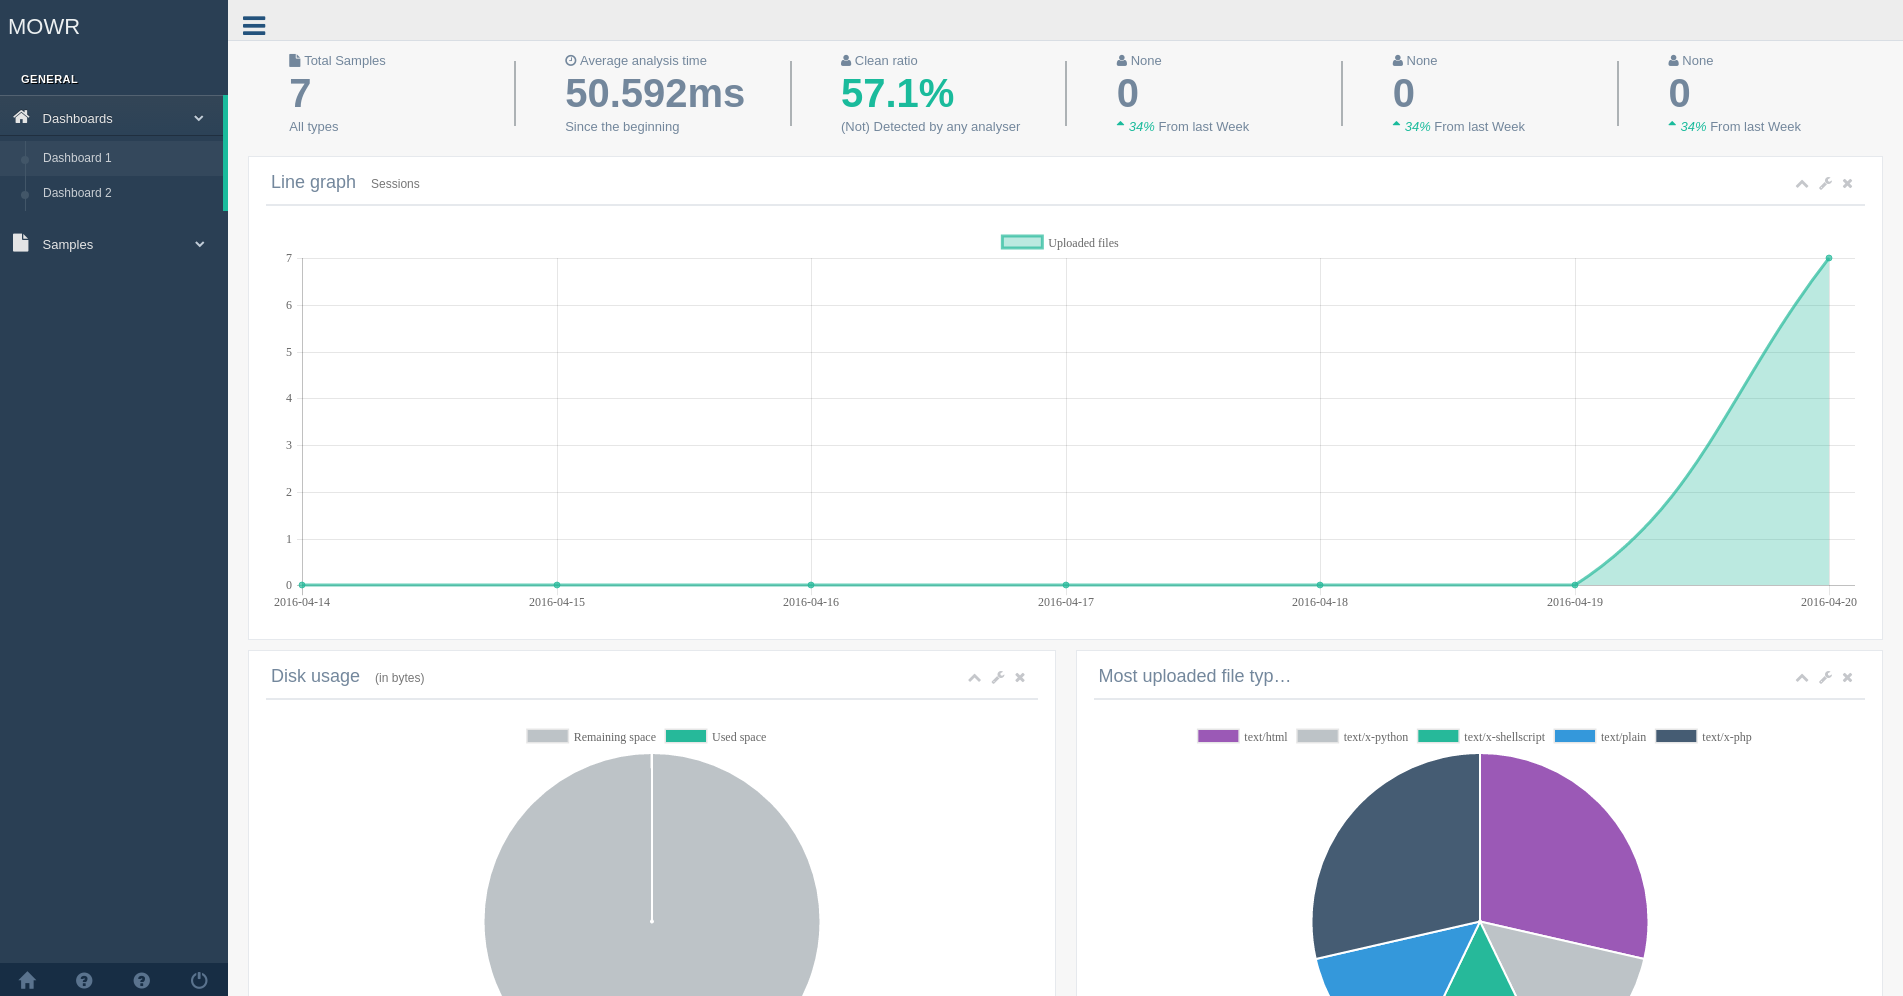 MOWR
GENERAL
Dashboards
Dashboard 1
Dashboard 2
Samples
Total Samples
7
All types
Average analysis time
50.592ms
Since the beginning
Clean ratio
57.1%
(Not) Detected by any analyser
None
0
34% From last Week
None
0
34% From last Week
None
0
34% From last Week
Line graph Sessions
Uploaded files
7
6
5
4
3
2
1
0
2016-04-14 2016-04-15 2016-04-16 2016-04-17 2016-04-18 2016-04-19 2016-04-20
Disk usage (in bytes)
Remaining space Used space
Most uploaded file typ…
text/html text/x-python text/x-shellscript text/plain text/x-php